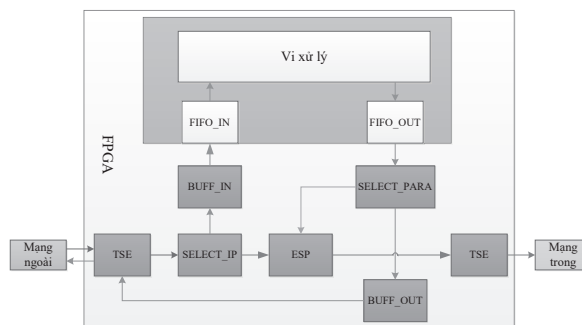 Vi xử lý
FIFO_IN
FIFO_OUT
FPGA
BUFF_IN
SELECT_PARA
Mạng
ngoài
TSE
SELECT_IP
ESP
TSE
Mạng
trong
BUFF_OUT